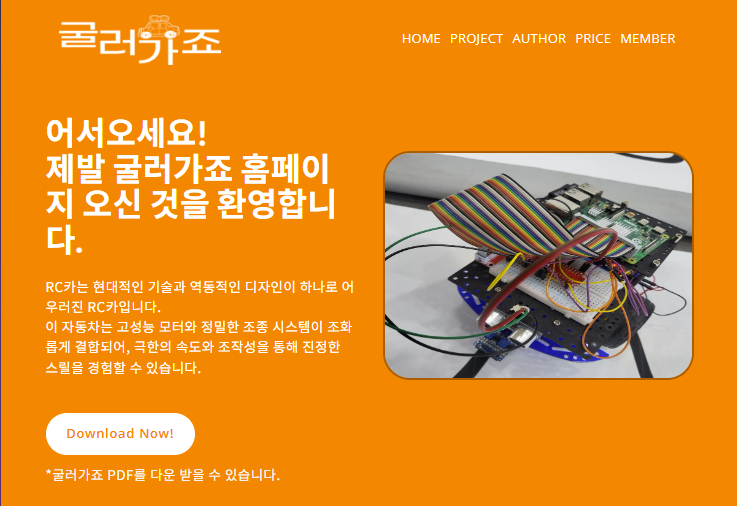 굴러가죠
HOME PROJECT AUTHOR PRICE MEMBER
어서오세요!
제발 굴러가죠 홈페이
지 오신 것을 환영합니
다.
RC카는 현대적인 기술과 역동적인 디자인이 하나로 어
우러진 RC카입니다.
이 자동차는 고성능 모터와 정밀한 조종 시스템이 조화
롭게 결합되어, 극한의 속도와 조작성을 통해 진정한
스릴을 경험할 수 있습니다.
Download Now!
*굴러가죠 PDF를 다운 받을 수 있습니다.